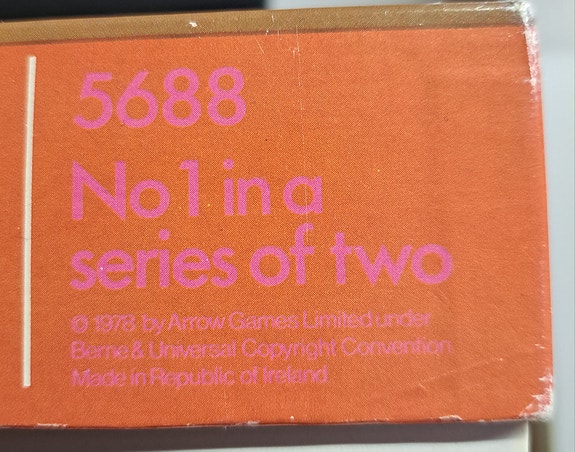 5688
No 1 in a
series of two
© 1978 by Arrow Games Limited under
Berne & Universal Copyright Convention
Made in Republic of Ireland